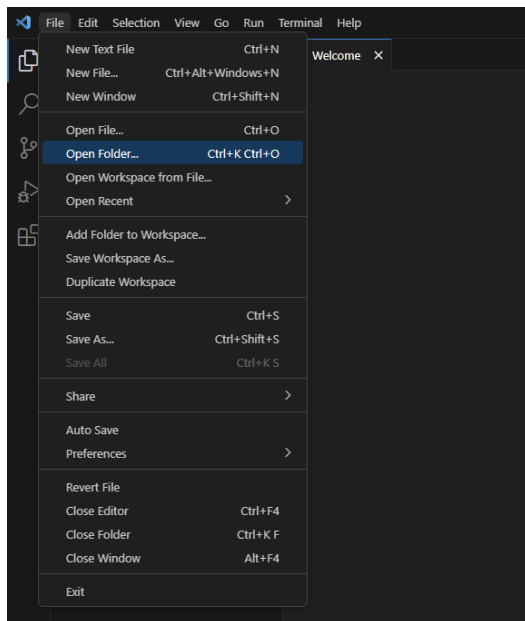 File Edit Selection View Go Run Terminal Help
Welcome
New Text File Ctrl+N
New File... Ctrl+Alt+Windows+N
New Window Ctrl+Shift+N
Open File... Ctrl+O
Open Folder... Ctrl+K Ctrl+O
Open Workspace from File...
Open Recent
Add Folder to Workspace...
Save Workspace As...
Duplicate Workspace
Save Ctrl+S
Save As... Ctrl+Shift+S
Save All Ctrl+K S
Share
Auto Save
Preferences
Revert File
Close Editor Ctrl+F4
Close Folder Ctrl+K F
Close Window Alt+F4
Exit